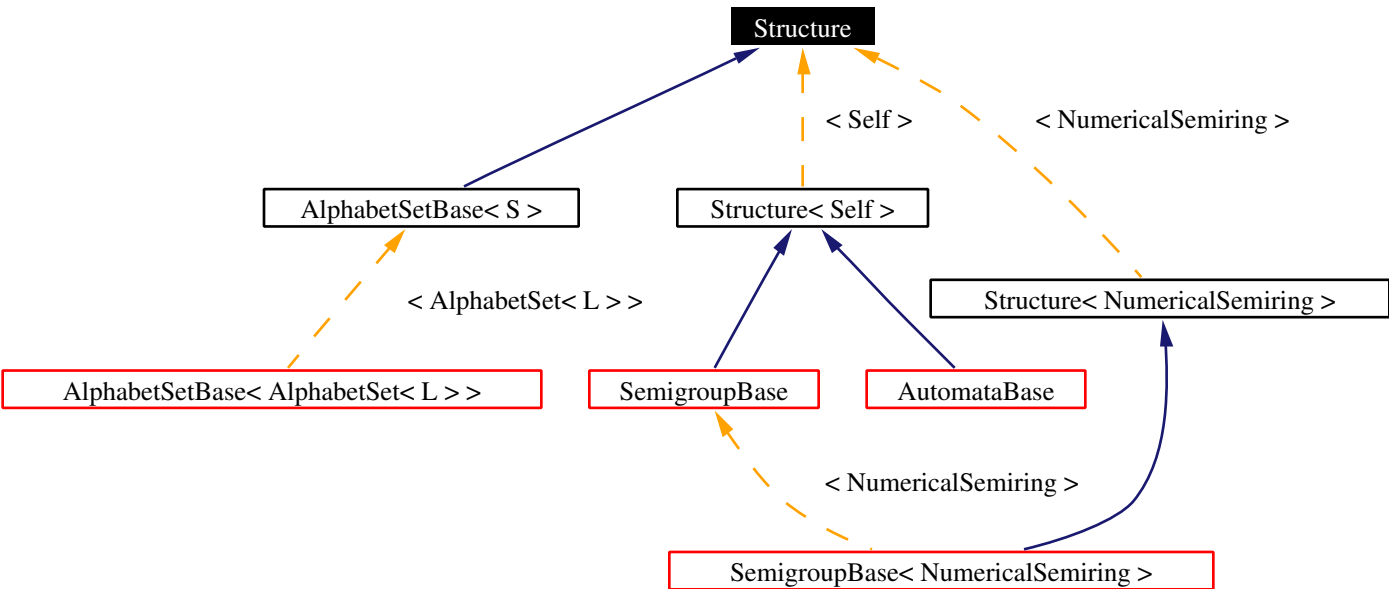 Structure
< Self >
< NumericalSemiring >
AlphabetSetBase< S >
Structure< Self >
< AlphabetSet< L > >
Structure< NumericalSemiring >
AlphabetSetBase< AlphabetSet< L > >
SemigroupBase
AutomataBase
< NumericalSemiring >
SemigroupBase< NumericalSemiring >